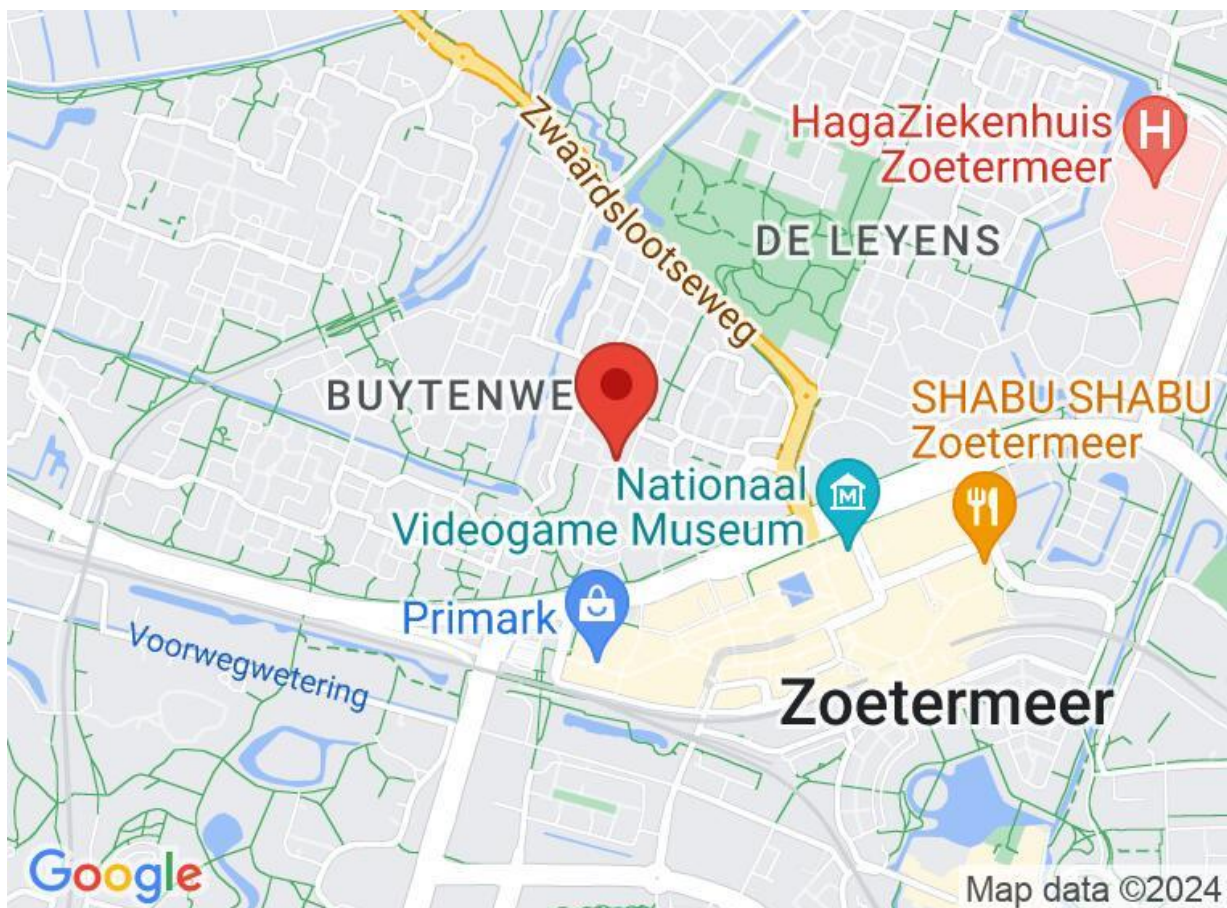 HagaZiekenhuis
Zoetermeer
Zwaardslootseweg
DE LEYENS
BUYTENWE
SHABU SHABU
Zoetermeer
Nationaal
Videogame Museum
Primark
Voorwegwetering
Zoetermeer
Google
Map data ©2024